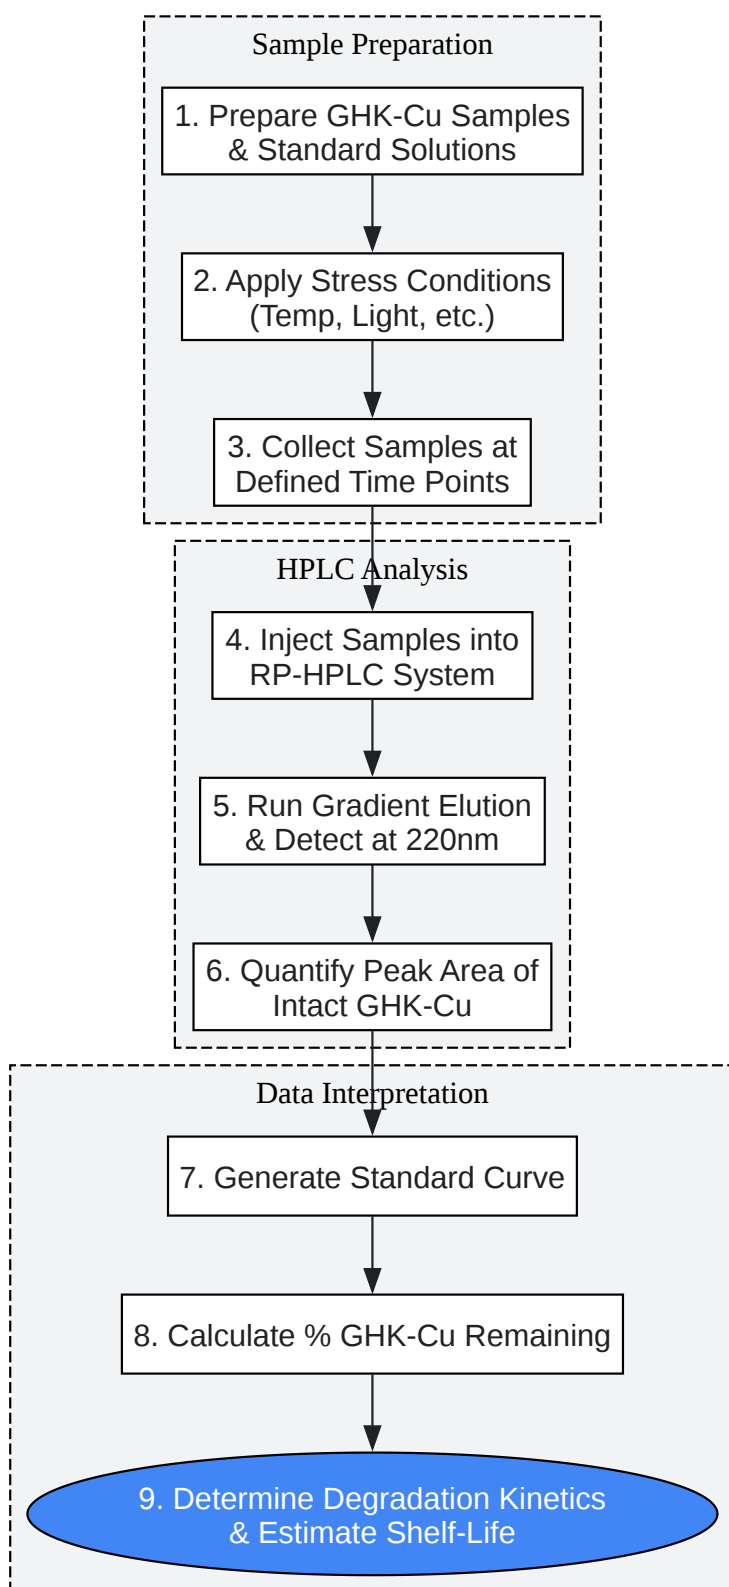 Sample Preparation
1. Prepare GHK-Cu Samples
& Standard Solutions
2. Apply Stress Conditions
(Temp, Light, etc.)
3. Collect Samples at
Defined Time Points
HPLC Analysis
4. Inject Samples into
RP-HPLC System
5. Run Gradient Elution
& Detect at 220nm
6. Quantify Peak Area of
Intact GHK-Cu
Data Interpretation
7. Generate Standard Curve
8. Calculate % GHK-Cu Remaining
9. Determine Degradation Kinetics
& Estimate Shelf-Life